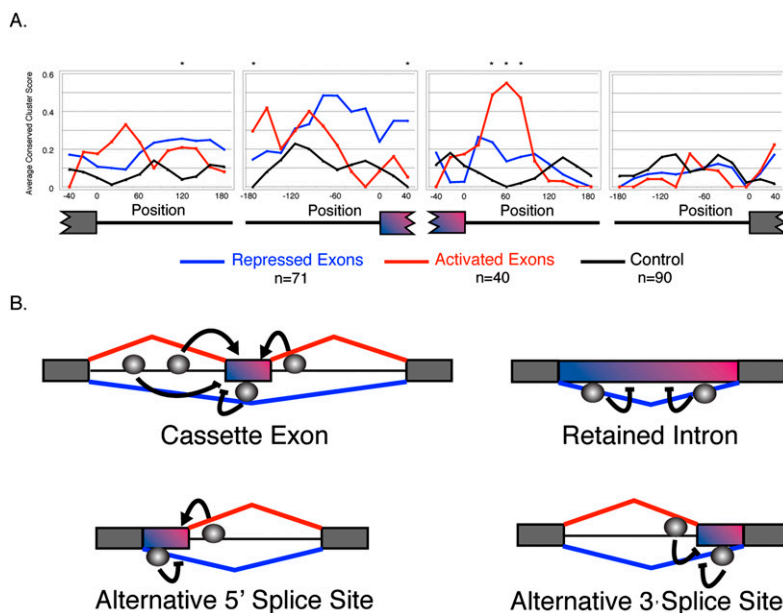 A.
* * * * * *
Average Conserved Cluster Score
0.6
0.4
0.2
0
-40 0 60 120 180
Position
-180 -120 -60 0 40
Position
-40 0 60 120 180
Position
-180 -120 -60 0 40
Position
Repressed Exons
n=71
Activated Exons
n=40
Control
n=90
B.
Cassette Exon
Retained Intron
Alternative 5' Splice Site
Alternative 3·Splice Site